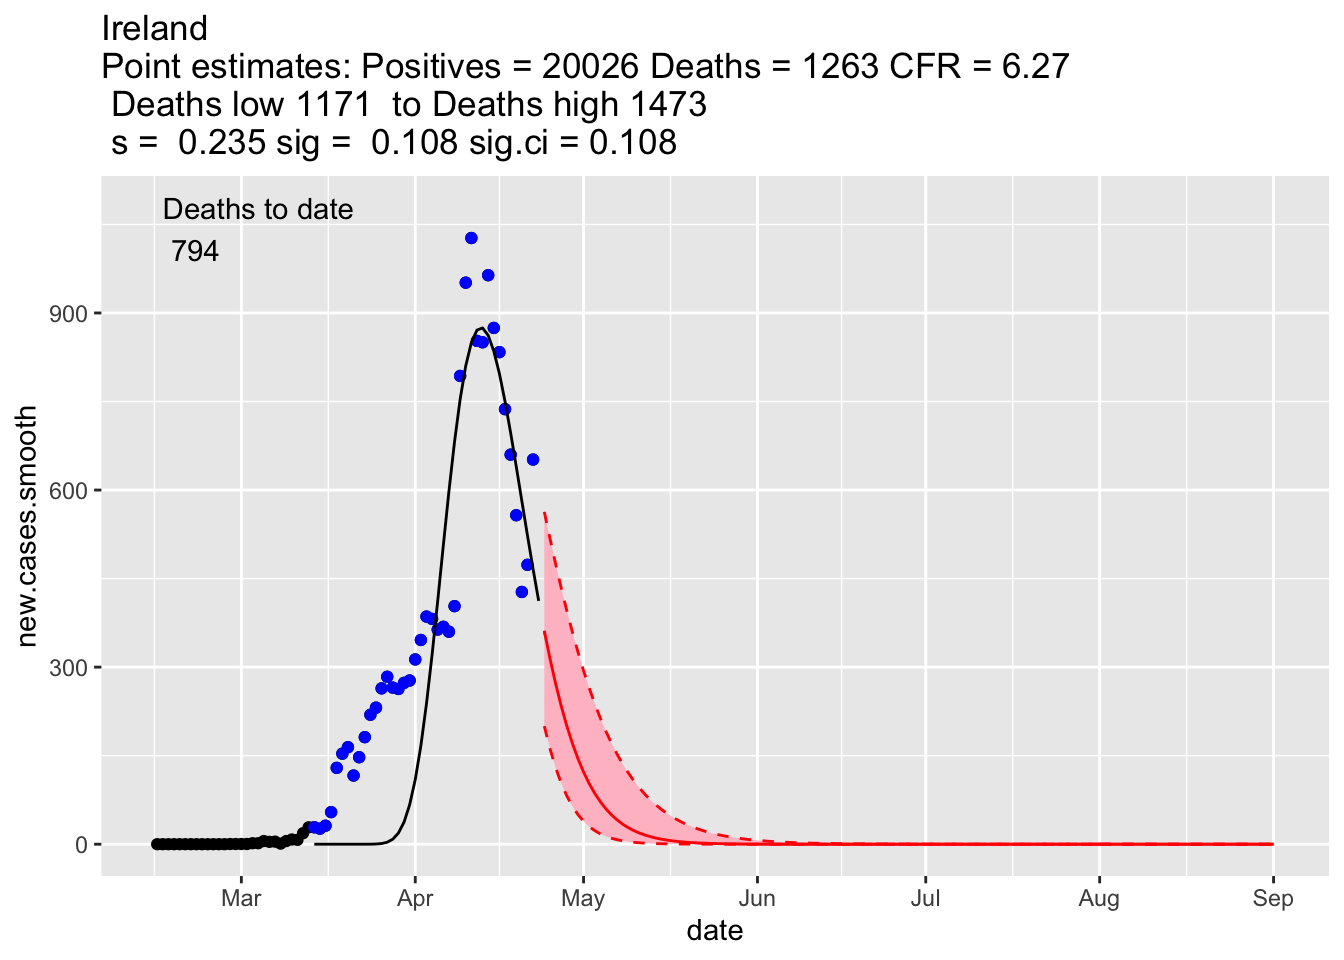 Ireland
Point estimates: Positives = 20026 Deaths = 1263 CFR = 6.27
Deaths low 1171  to Deaths high 1473
s =  0.235 sig =  0.108 sig.ci = 0.108
Deaths to date
794
900
600
300
0
new.cases.smooth
Mar Apr May Jun Jul Aug Sep
date